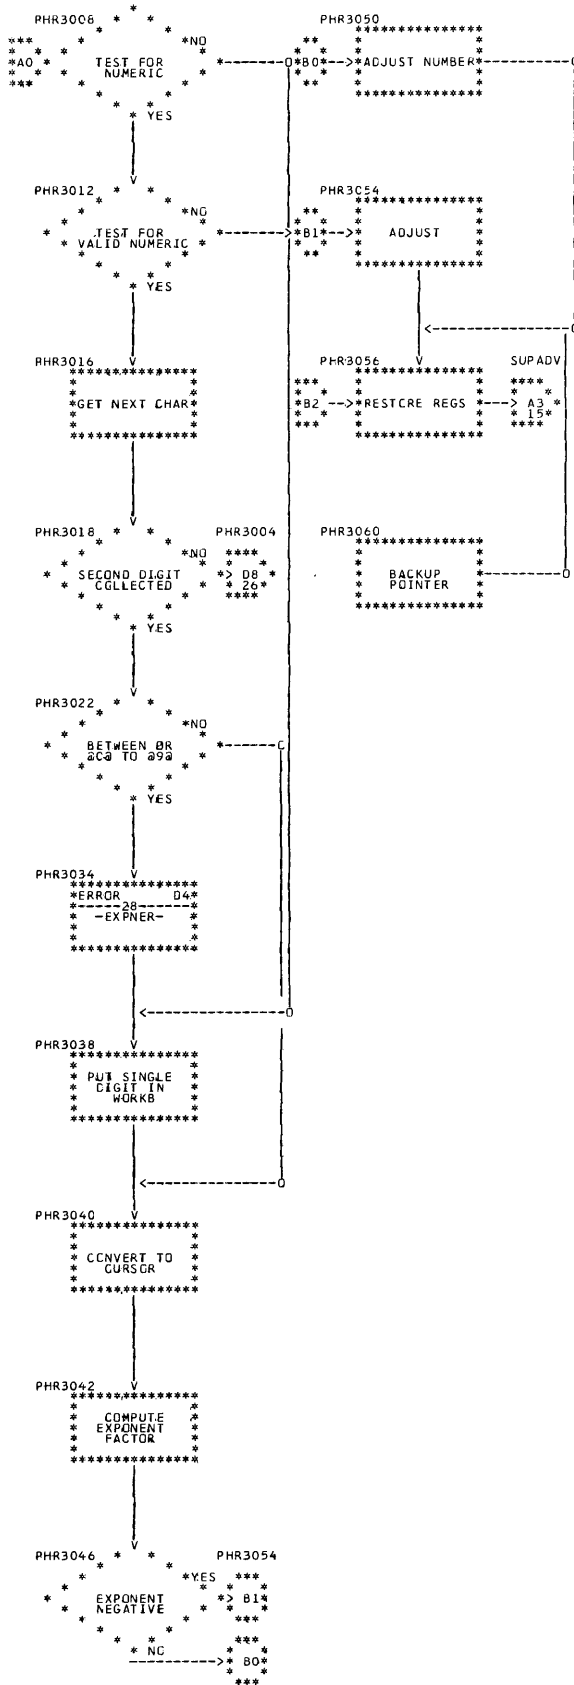 PHR3008
PHR3050
A0
TEST FOR
NUMERIC
NO
B0
ADJUST NUMBER
YES
PHR3012
PHR3054
NO
TEST FOR
VALID NUMERIC
B1
ADJUST
YES
PHR3016
PHR3056
SUPADV
GET NEXT CHAR
B2
RESTORE REGS
A3
15
PHR3018
PHR3004
PHR3060
NO
SECOND DIGIT
COLLECTED
D8
26
BACKUP
POINTER
YES
PHR3022
NO
BETWEEN 0R
@C@ TO @9@
YES
PHR3034
ERROR D4
28
-EXPNER-
PHR3038
PUT SINGLE
DIGIT IN
WORKB
PHR3040
CONVERT TO
CURSOR
PHR3042
COMPUTE
EXPONENT
FACTOR
PHR3046
PHR3054
YES
EXPONENT
NEGATIVE
B1
NO
B0